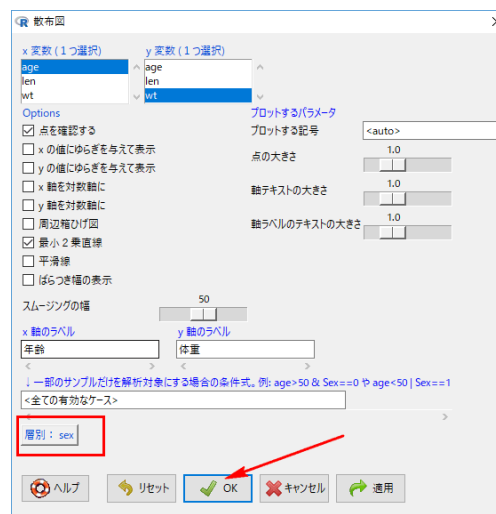 散布図
x 変数 (1つ選択) y 変数 (1つ選択)
age age
len len
wt wt
Options プロットするパラメータ
点を確認する プロットする記号 <auto>
x の値にゆらぎを与えて表示 点の大きさ 1.0
y の値にゆらぎを与えて表示
x 軸を対数軸に 軸テキストの大きさ 1.0
y 軸を対数軸に
周辺箱ひげ図 軸ラベルのテキストの大きさ 1.0
最小2乗直線
平滑線
ばらつき幅の表示
スムージングの幅 50
x 軸のラベル y 軸のラベル
年齢 体重
↓一部のサンプルだけを解析対象にする場合の条件式。例: age>50 & Sex==0 や age<50 | Sex==1
<全ての有効なケース>
層別: sex
ヘルプ リセット OK キャンセル 適用